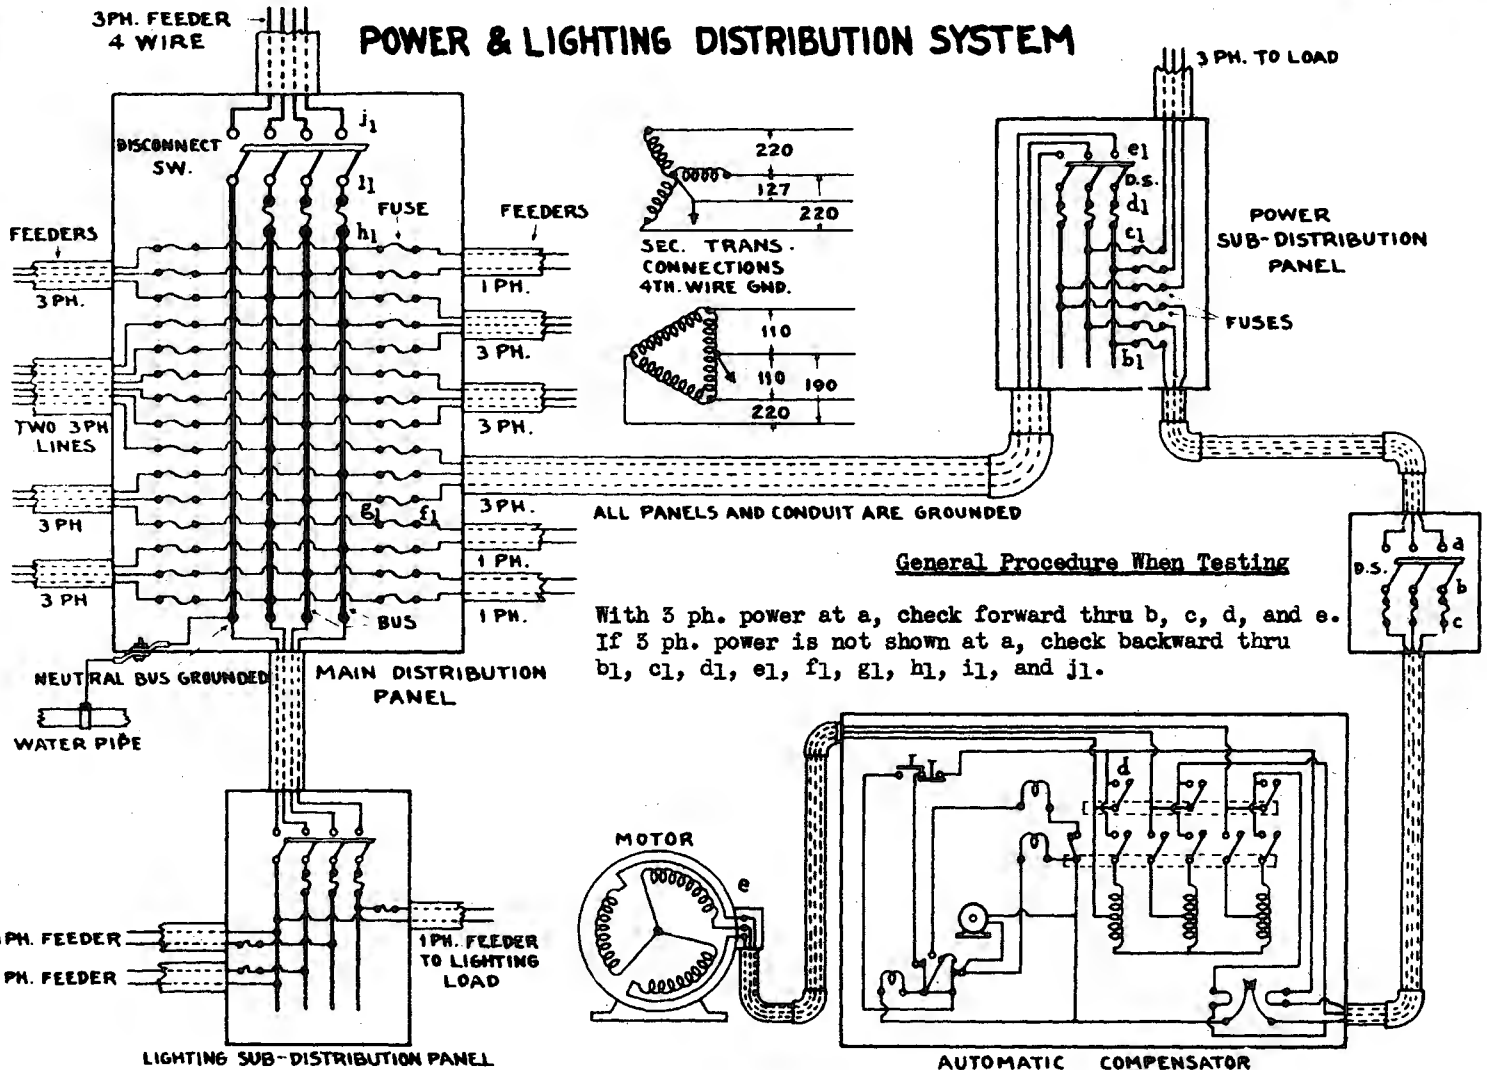 3PH. FEEDER
4 WIRE
POWER & LIGHTING DISTRIBUTION SYSTEM
3 PH. TO LOAD
j1
DISCONNECT
SW.
i1
FUSE
h1
FEEDERS
FEEDERS
3 PH.
1 PH.
3 PH.
TWO 3PH
LINES
3 PH.
3 PH
g1
f1
3 PH.
1 PH.
3 PH
1 PH.
BUS
NEUTRAL BUS GROUNDED
MAIN DISTRIBUTION
PANEL
WATER PIPE
220
127
220
SEC. TRANS.
CONNECTIONS
4TH. WIRE GND.
110
110
190
220
e1
D.S.
d1
c1
b1
POWER
SUB-DISTRIBUTION
PANEL
FUSES
ALL PANELS AND CONDUIT ARE GROUNDED
General Procedure When Testing
With 3 ph. power at a, check forward thru b, c, d, and e.
If 3 ph. power is not shown at a, check backward thru
b1, c1, d1, e1, f1, g1, h1, i1, and j1.
a
D.S.
b
c
MOTOR
e
d
AUTOMATIC COMPENSATOR
PH. FEEDER
PH. FEEDER
1 PH. FEEDER
TO LIGHTING
LOAD
LIGHTING SUB-DISTRIBUTION PANEL